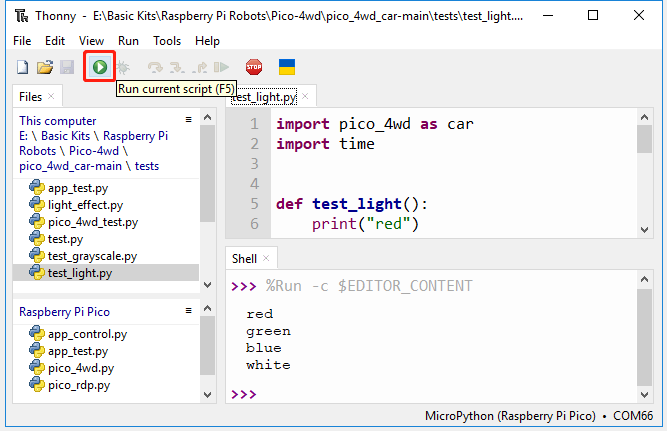 Thonny - E:\Basic Kits\Raspberry Pi Robots\Pico-4wd\pico_4wd_car-main\tests\test_light....
File Edit View Run Tools Help
STOP
Run current script (F5)
Files
This computer
E: \ Basic Kits \ Raspberry Pi
Robots \ Pico-4wd \
pico_4wd_car-main \ tests
app_test.py
light_effect.py
pico_4wd_test.py
test.py
test_grayscale.py
test_light.py
Raspberry Pi Pico
app_control.py
app_test.py
pico_4wd.py
pico_rdp.py
test_light.py
1 import pico_4wd as car
2 import time
3
4
5 def test_light():
6 print("red")
Shell
>>> %Run -c $EDITOR_CONTENT
red
green
blue
white
>>>
MicroPython (Raspberry Pi Pico) • COM66